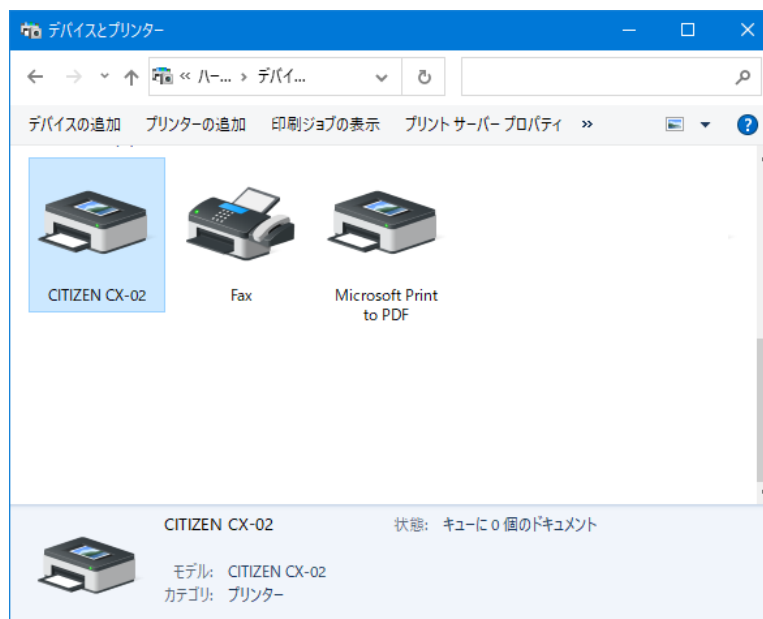 デバイスとプリンター
« ハー... › デバイ...
デバイスの追加 プリンターの追加 印刷ジョブの表示 プリント サーバー プロパティ »
CITIZEN CX-02
Fax
Microsoft Print
to PDF
CITIZEN CX-02 状態: キューに 0 個のドキュメント
モデル: CITIZEN CX-02
カテゴリ: プリンター